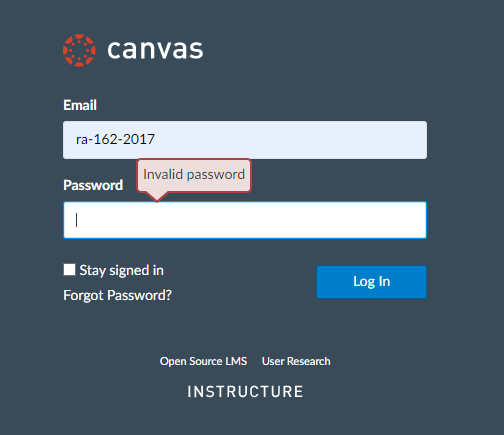 canvas
Email
ra-162-2017
Invalid password
Password
Stay signed in
Forgot Password?
Log In
Open Source LMS User Research
INSTRUCTURE